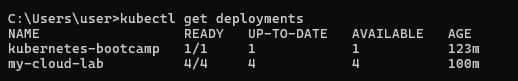 C:\Users\user>kubectl get deployments
NAME                  READY   UP-TO-DATE   AVAILABLE   AGE
kubernetes-bootcamp   1/1     1            1           123m
my-cloud-lab          4/4     4            4           100m